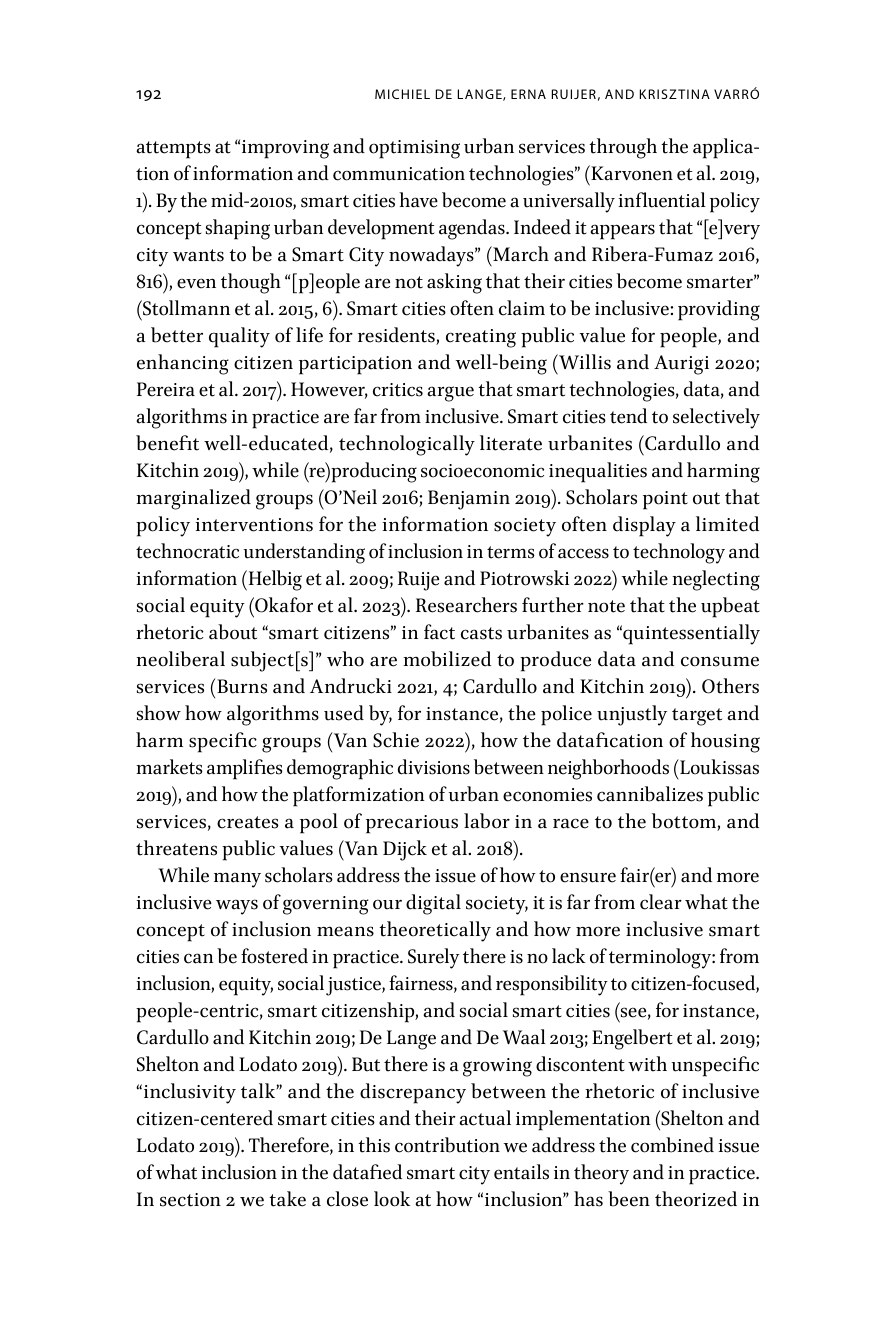 192 MICHIEL DE LANGE, ERNA RUIJER, AND KRISZTINA VARRÓ
attempts at “improving and optimising urban services through the applica-
tion of information and communication technologies” (Karvonen et al. 2019,
1). By the mid-2010s, smart cities have become a universally influential policy
concept shaping urban development agendas. Indeed it appears that “[e]very
city wants to be a Smart City nowadays” (March and Ribera-Fumaz 2016,
816), even though “[p]eople are not asking that their cities become smarter”
(Stollmann et al. 2015, 6). Smart cities often claim to be inclusive: providing
a better quality of life for residents, creating public value for people, and
enhancing citizen participation and well-being (Willis and Aurigi 2020;
Pereira et al. 2017). However, critics argue that smart technologies, data, and
algorithms in practice are far from inclusive. Smart cities tend to selectively
benefit well-educated, technologically literate urbanites (Cardullo and
Kitchin 2019), while (re)producing socioeconomic inequalities and harming
marginalized groups (O’Neil 2016; Benjamin 2019). Scholars point out that
policy interventions for the information society often display a limited
technocratic understanding of inclusion in terms of access to technology and
information (Helbig et al. 2009; Ruije and Piotrowski 2022) while neglecting
social equity (Okafor et al. 2023). Researchers further note that the upbeat
rhetoric about “smart citizens” in fact casts urbanites as “quintessentially
neoliberal subject[s]” who are mobilized to produce data and consume
services (Burns and Andrucki 2021, 4; Cardullo and Kitchin 2019). Others
show how algorithms used by, for instance, the police unjustly target and
harm specific groups (Van Schie 2022), how the datafication of housing
markets amplifies demographic divisions between neighborhoods (Loukissas
2019), and how the platformization of urban economies cannibalizes public
services, creates a pool of precarious labor in a race to the bottom, and
threatens public values (Van Dijck et al. 2018).
While many scholars address the issue of how to ensure fair(er) and more
inclusive ways of governing our digital society, it is far from clear what the
concept of inclusion means theoretically and how more inclusive smart
cities can be fostered in practice. Surely there is no lack of terminology: from
inclusion, equity, social justice, fairness, and responsibility to citizen-focused,
people-centric, smart citizenship, and social smart cities (see, for instance,
Cardullo and Kitchin 2019; De Lange and De Waal 2013; Engelbert et al. 2019;
Shelton and Lodato 2019). But there is a growing discontent with unspecific
“inclusivity talk” and the discrepancy between the rhetoric of inclusive
citizen-centered smart cities and their actual implementation (Shelton and
Lodato 2019). Therefore, in this contribution we address the combined issue
of what inclusion in the datafied smart city entails in theory and in practice.
In section 2 we take a close look at how “inclusion” has been theorized in